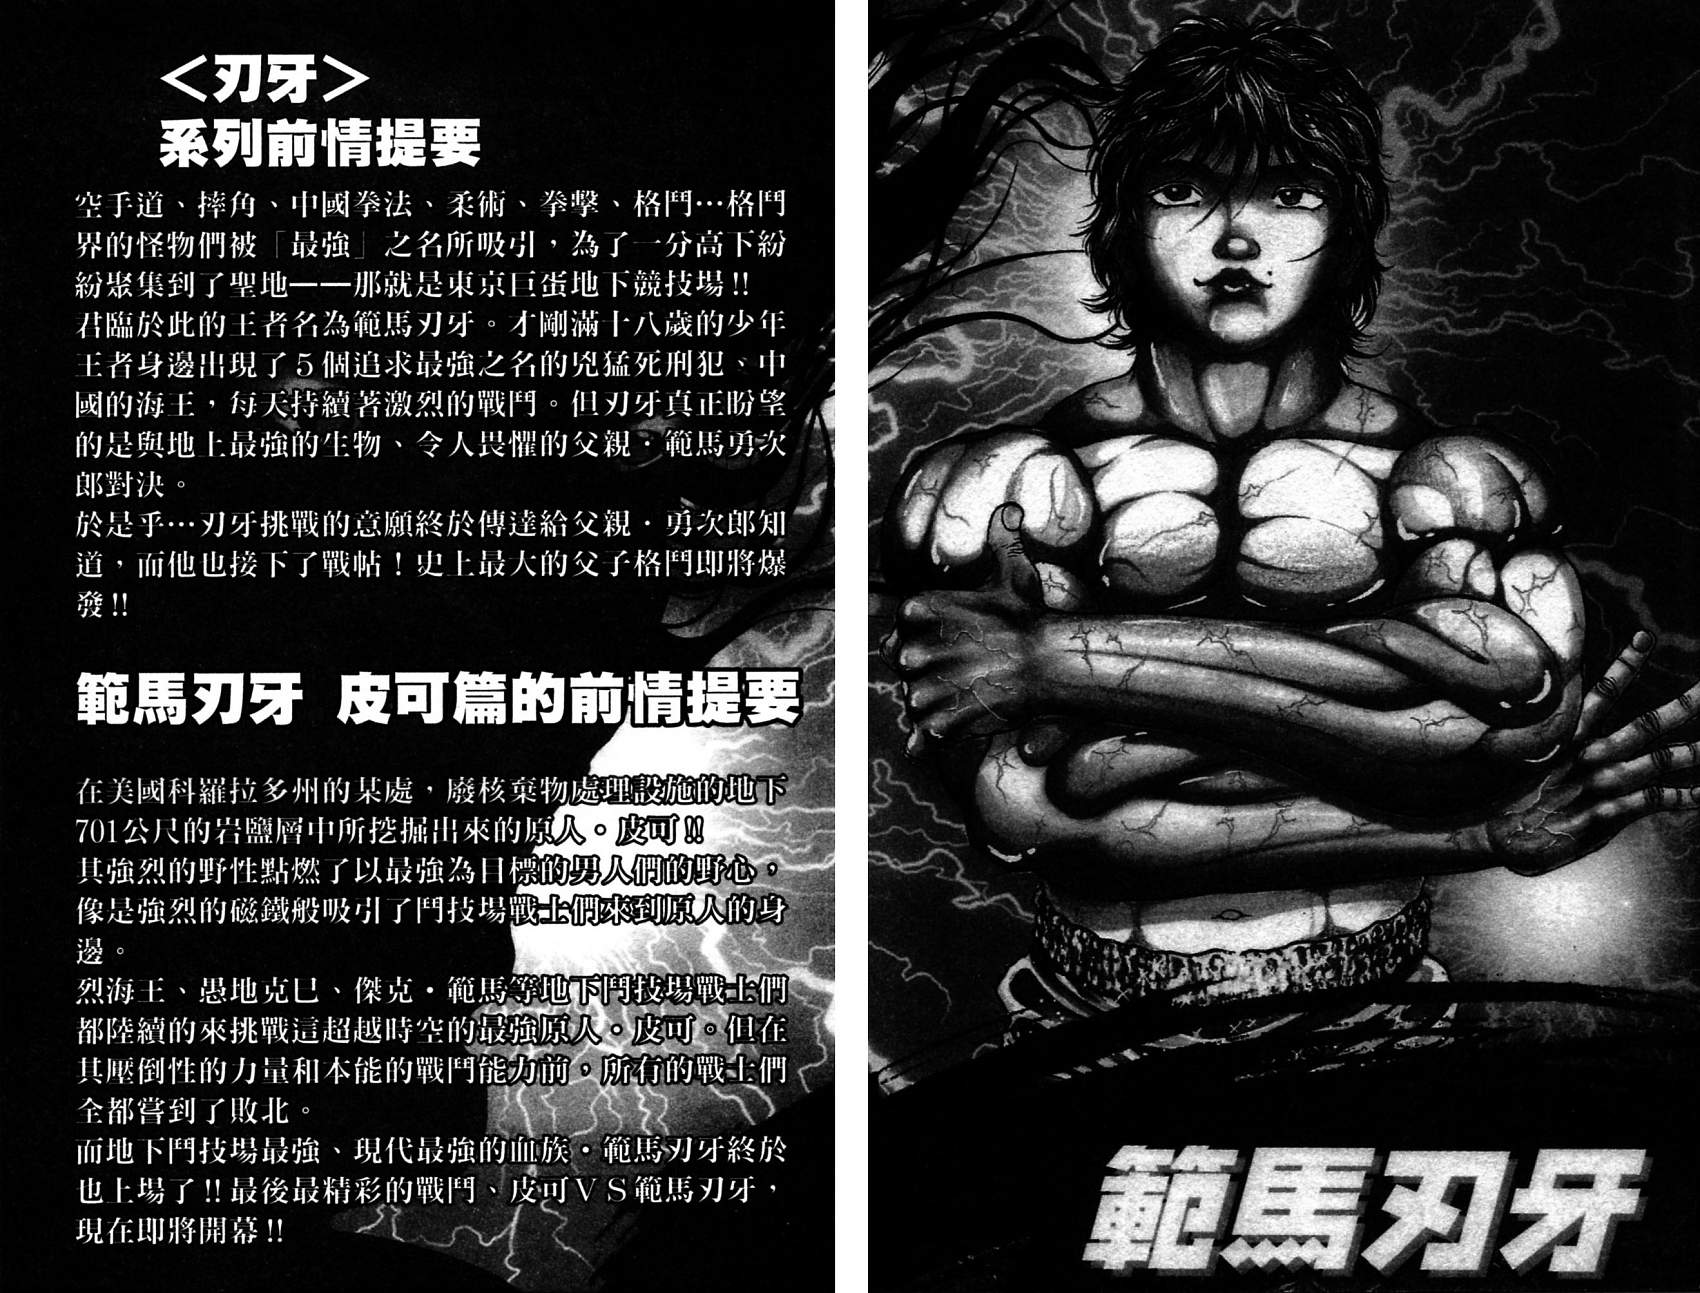 ＜刃牙＞
系列前情提要
空手道、摔角、中國拳法、柔術、拳擊、格鬥…格鬥
界的怪物們被「最強」之名所吸引，為了一分高下紛
紛聚集到了聖地——那就是東京巨蛋地下競技場!!
君臨於此的王者名為範馬刃牙。才剛滿十八歲的少年
王者身邊出現了５個追求最強之名的兇猛死刑犯、中
國的海王，每天持續著激烈的戰鬥。但刃牙真正盼望
的是與地上最強的生物、令人畏懼的父親．範馬勇次
郎對決。
於是乎…刃牙挑戰的意願終於傳達給父親．勇次郎知
道，而他也接下了戰帖！史上最大的父子格鬥即將爆
發!!
範馬刃牙 皮可篇的前情提要
在美國科羅拉多州的某處，廢核棄物處理設施的地下
701公尺的岩鹽層中所挖掘出來的原人・皮可!!
其強烈的野性點燃了以最強為目標的男人們的野心，
像是強烈的磁鐵般吸引了鬥技場戰士們來到原人的身
邊。
烈海王、愚地克巳、傑克・範馬等地下鬥技場戰士們
都陸續的來挑戰這超越時空的最強原人・皮可。但在
其壓倒性的力量和本能的戰鬥能力前，所有的戰士們
全都嘗到了敗北。
而地下鬥技場最強、現代最強的血族・範馬刃牙終於
也上場了!!最後最精彩的戰鬥、皮可ＶＳ範馬刃牙，
現在即將開幕!!
範馬刃牙